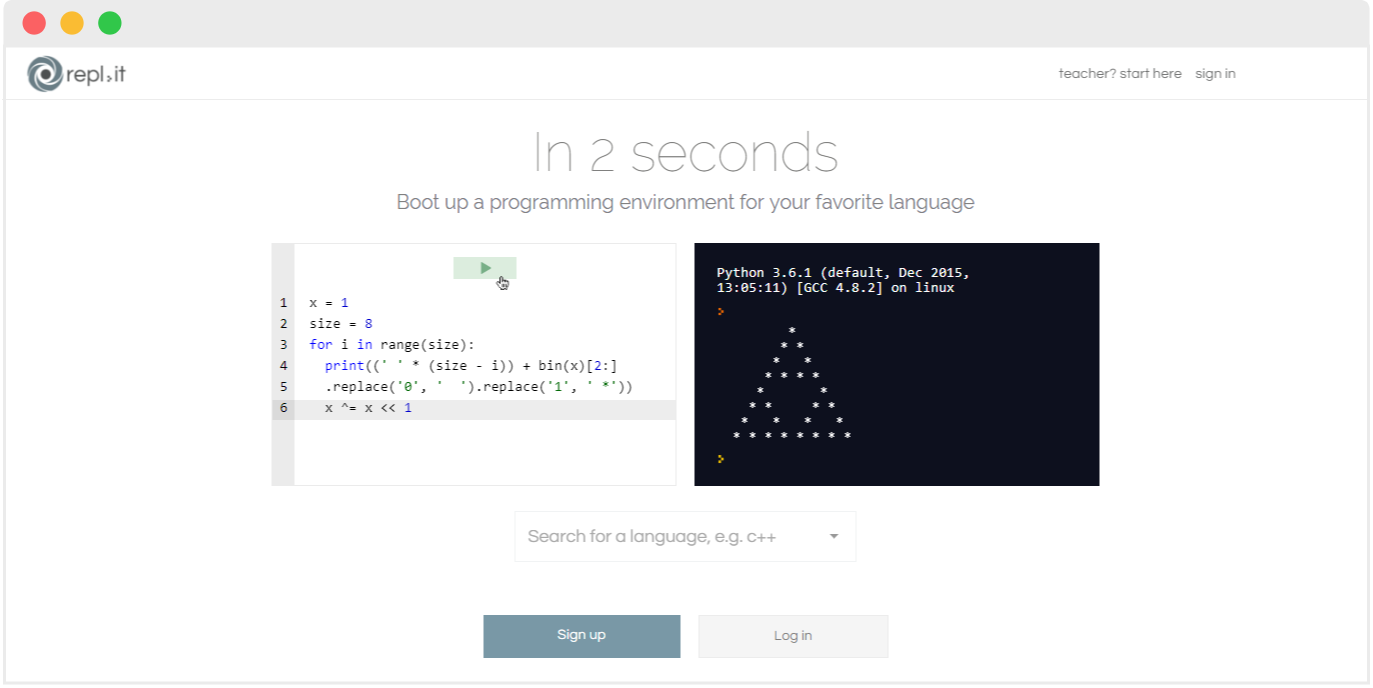 repl.it
teacher? start here sign in
In 2 seconds
Boot up a programming environment for your favorite language
1 x = 1
2 size = 8
3 for i in range(size):
4   print((' ' * (size - i)) + bin(x)[2:]
5   .replace('0', '  ').replace('1', ' *'))
6   x ^= x << 1
Python 3.6.1 (default, Dec 2015,
13:05:11) [GCC 4.8.2] on linux
>
         *
        * *
       *   *
      * * * *
     *       *
    * *     * *
   *   *   *   *
  * * * * * * * *
>
Search for a language, e.g. c++
Sign up
Log in